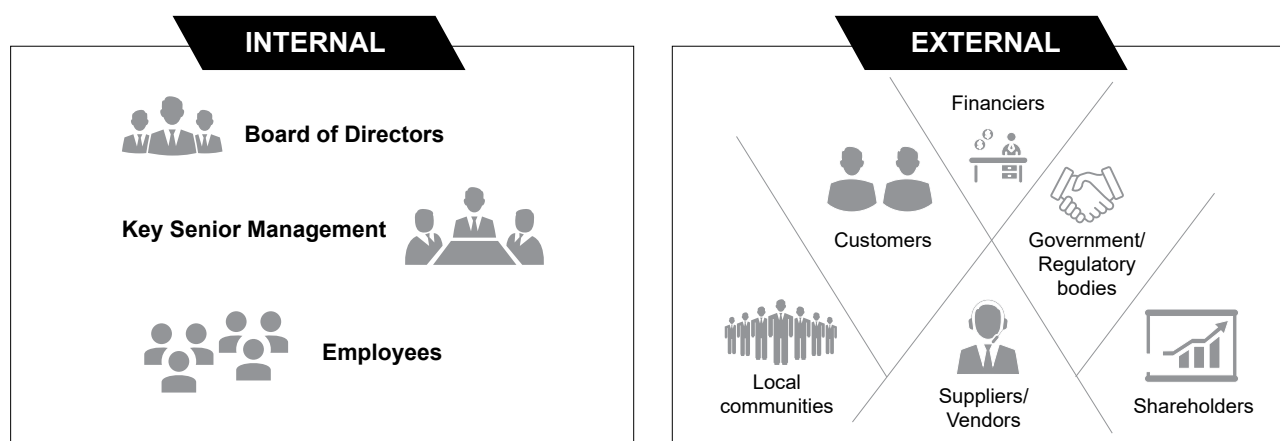 INTERNAL
Board of Directors
Key Senior Management
Employees
EXTERNAL
Financiers
Customers
Government/
Regulatory
bodies
Local
communities
Suppliers/
Vendors
Shareholders